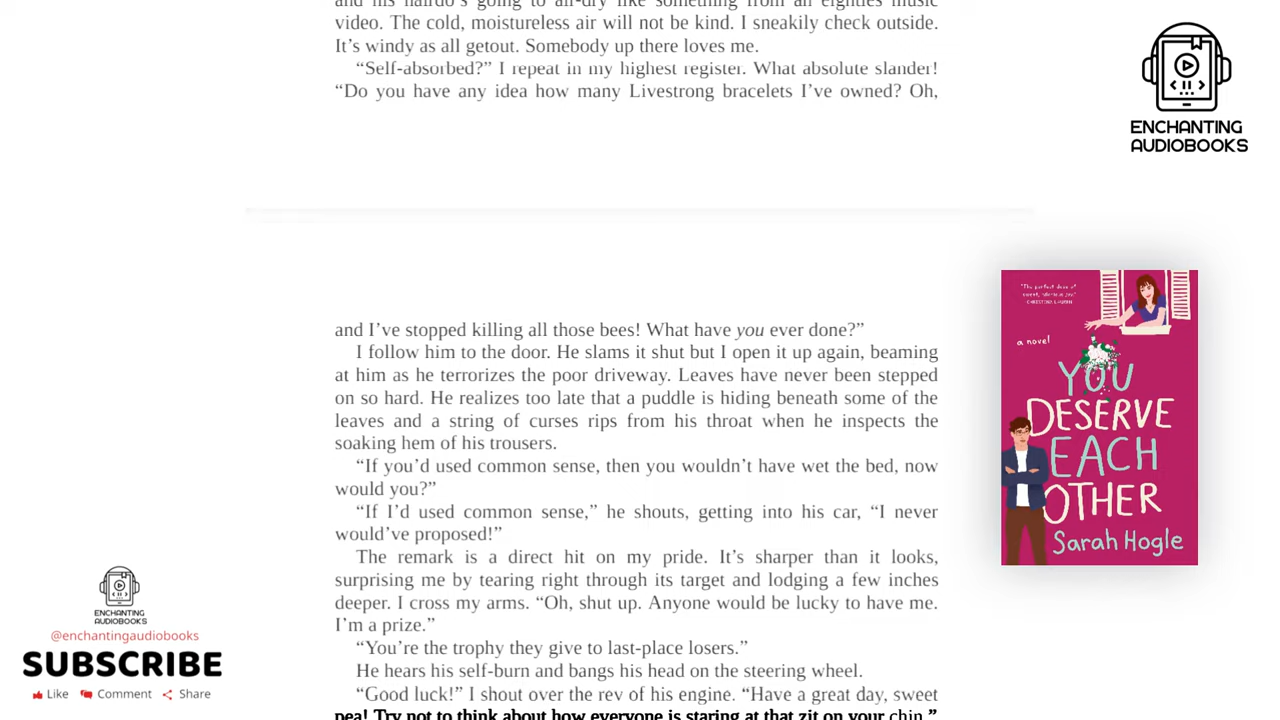 and his hairdo’s going to air-dry like something from an eighties music
video. The cold, moistureless air will not be kind. I sneakily check outside.
It’s windy as all getout. Somebody up there loves me.
“Self-absorbed?” I repeat in my highest register. What absolute slander!
“Do you have any idea how many Livestrong bracelets I’ve owned? Oh,
and I’ve stopped killing all those bees! What have you ever done?”
I follow him to the door. He slams it shut but I open it up again, beaming
at him as he terrorizes the poor driveway. Leaves have never been stepped
on so hard. He realizes too late that a puddle is hiding beneath some of the
leaves and a string of curses rips from his throat when he inspects the
soaking hem of his trousers.
“If you’d used common sense, then you wouldn’t have wet the bed, now
would you?”
“If I’d used common sense,” he shouts, getting into his car, “I never
would’ve proposed!”
The remark is a direct hit on my pride. It’s sharper than it looks,
surprising me by tearing right through its target and lodging a few inches
deeper. I cross my arms. “Oh, shut up. Anyone would be lucky to have me.
I’m a prize.”
“You’re the trophy they give to last-place losers.”
He hears his self-burn and bangs his head on the steering wheel.
“Good luck!” I shout over the rev of his engine. “Have a great day, sweet
pea! Try not to think about how everyone is staring at that zit on your chin.”
ENCHANTING
AUDIOBOOKS
a novel
YOU
DESERVE
EACH
OTHER
Sarah Hogle
ENCHANTING
AUDIOBOOKS
@enchantingaudiobooks
SUBSCRIBE
Like Comment Share